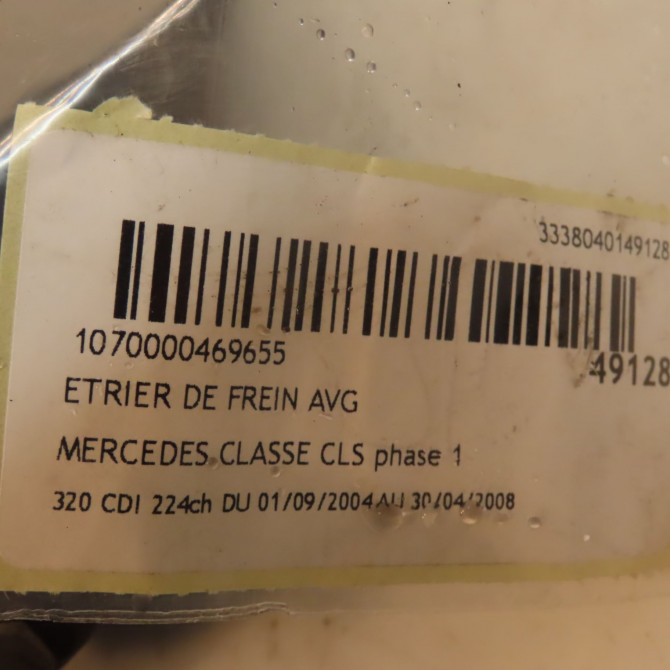 3338040149128
1070000469655
49128
ETRIER DE FREIN AVG
MERCEDES CLASSE CLS phase 1
320 CDI 224ch DU 01/09/2004 AU 30/04/2008